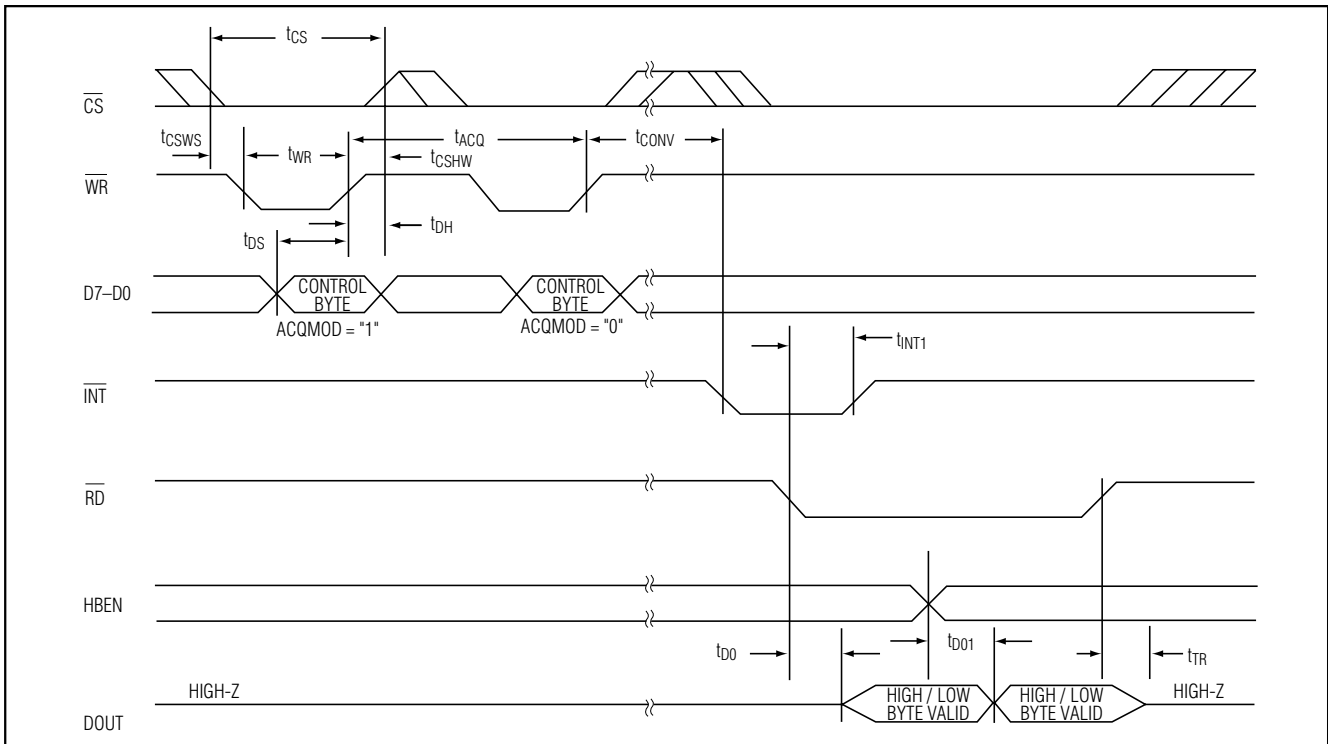 tCS
CS
tCSWS
tWR
tACQ
tCSHW
tCONV
WR
tDH
tDS
D7–D0
CONTROL
BYTE
CONTROL
BYTE
ACQMOD = "1"
ACQMOD = "0"
tINT1
INT
RD
HBEN
tD0
tD01
tTR
HIGH-Z
HIGH / LOW
BYTE VALID
HIGH / LOW
BYTE VALID
HIGH-Z
DOUT